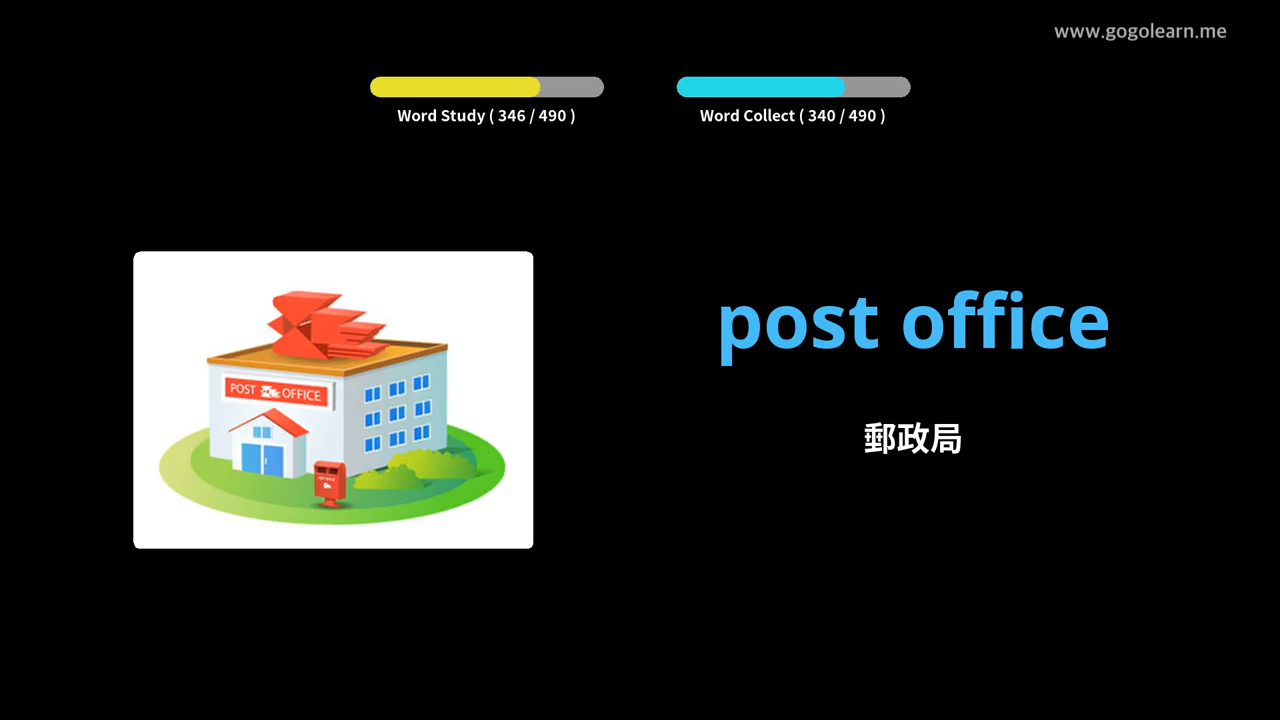 www.gogolearn.me
Word Study ( 346 / 490 )
Word Collect ( 340 / 490 )
post office
郵政局
POST OFFICE